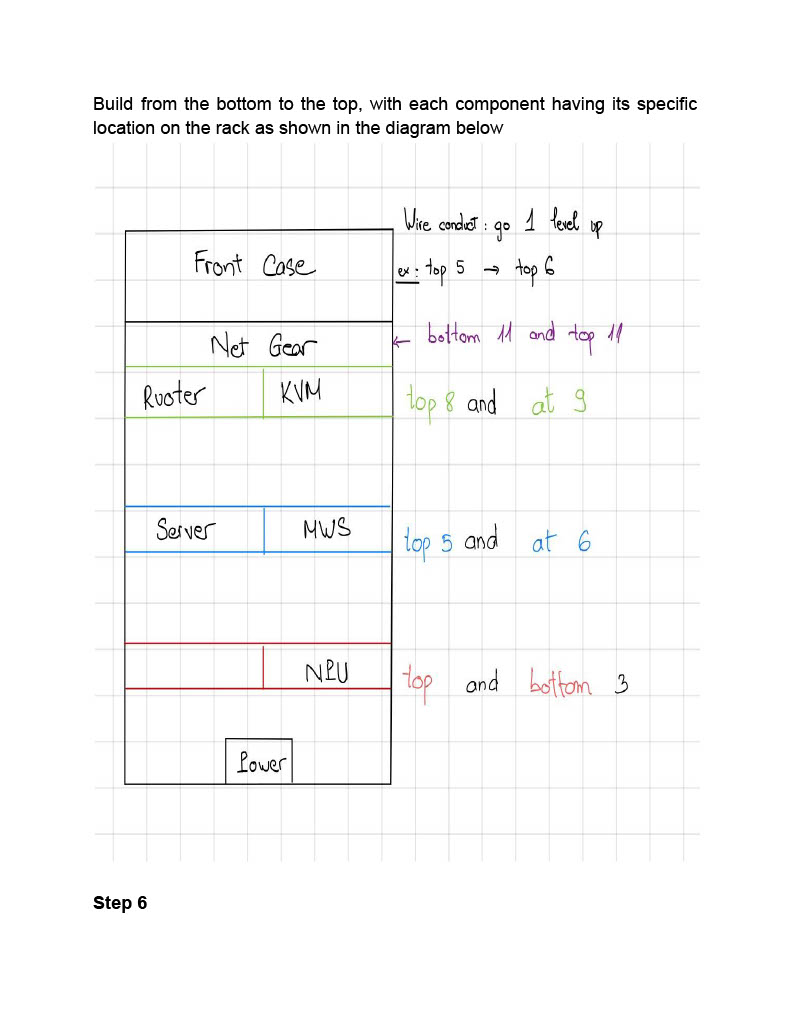 Build from the bottom to the top, with each component having its specific
location on the rack as shown in the diagram below
Wire conduct : go 1 level up
Front Case
ex : top 5 → top 6
Net Gear
← bottom 11 and top 11
Ruoter
KVM
top 8 and at 9
Server
MWS
top 5 and at 6
NPU
top and bottom 3
Power
Step 6